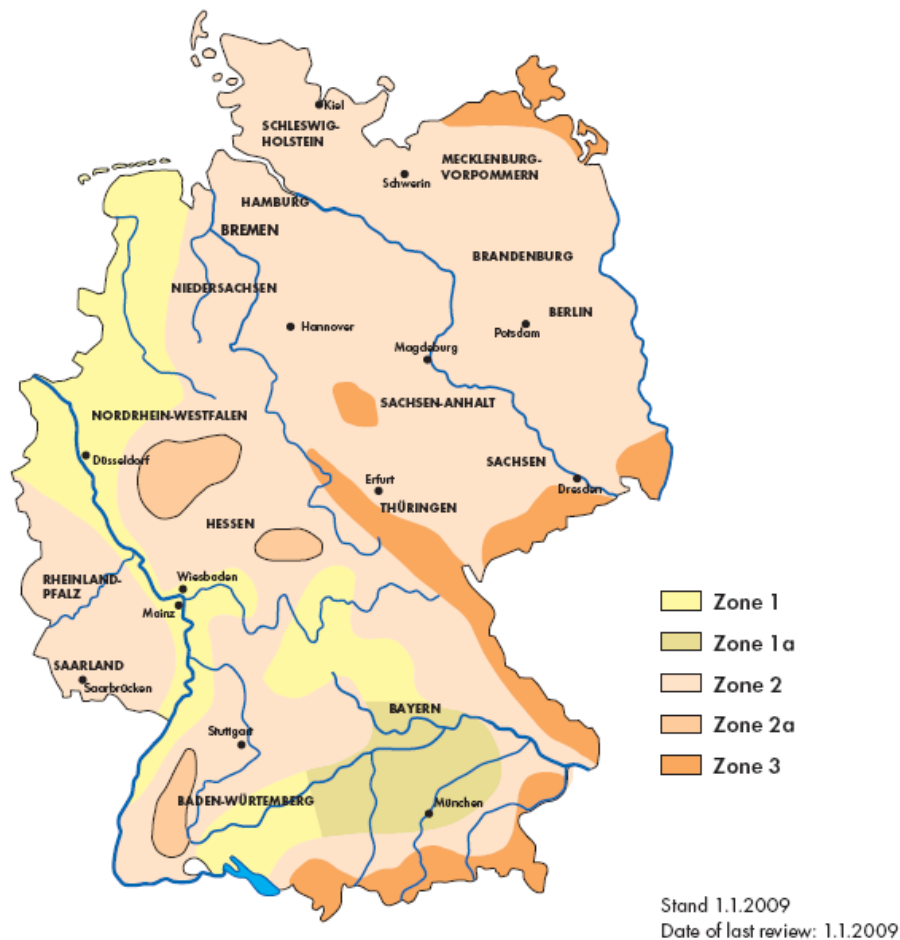 Kiel
SCHLESWIG-
HOLSTEIN
MECKLENBURG-
VORPOMMERN
Schwerin
HAMBURG
BREMEN
BRANDENBURG
NIEDERSACHSEN
BERLIN
Hannover
Potsdam
Magdeburg
SACHSEN-ANHALT
NORDRHEIN-WESTFALEN
Düsseldorf
SACHSEN
Erfurt
Dresden
THÜRINGEN
HESSEN
Wiesbaden
RHEINLAND-
PFALZ
Mainz
SAARLAND
Saarbrücken
BAYERN
Stuttgart
BADEN-WÜRTEMBERG
München
Zone 1
Zone 1a
Zone 2
Zone 2a
Zone 3
Stand 1.1.2009
Date of last review: 1.1.2009